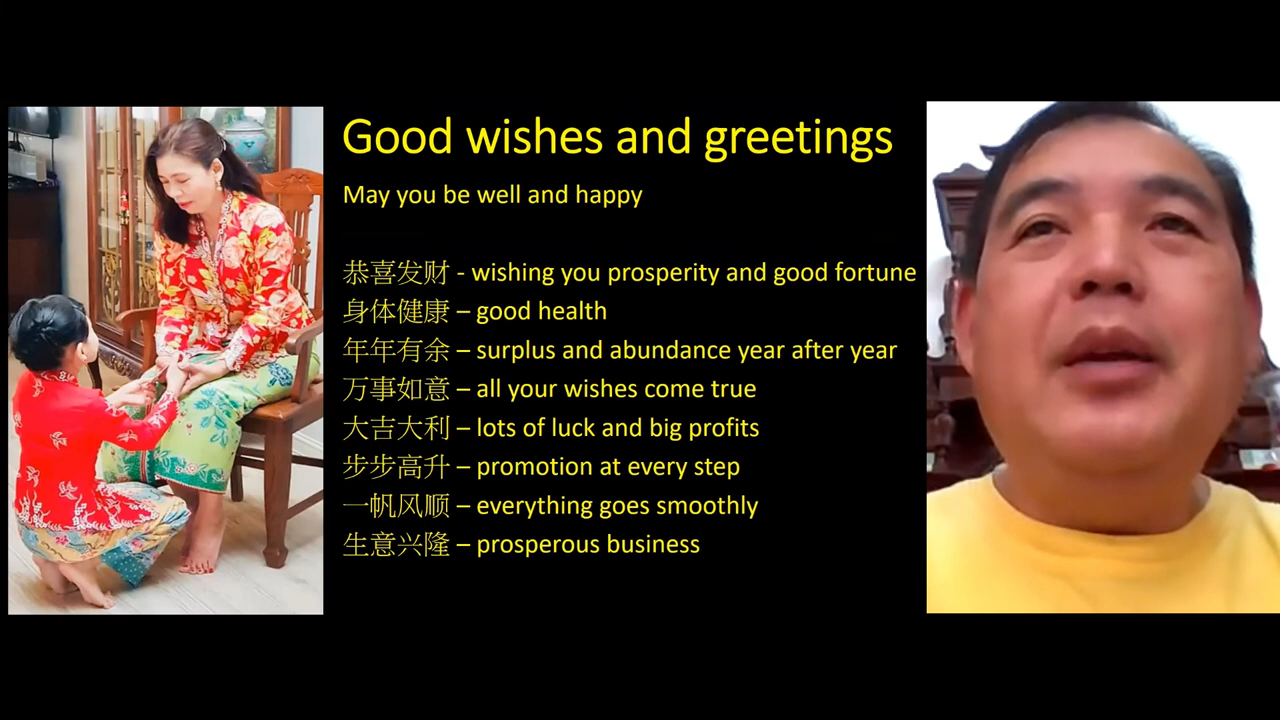 Good wishes and greetings
May you be well and happy
恭喜发财 - wishing you prosperity and good fortune
身体健康 – good health
年年有余 – surplus and abundance year after year
万事如意 – all your wishes come true
大吉大利 – lots of luck and big profits
步步高升 – promotion at every step
一帆风顺 – everything goes smoothly
生意兴隆 – prosperous business